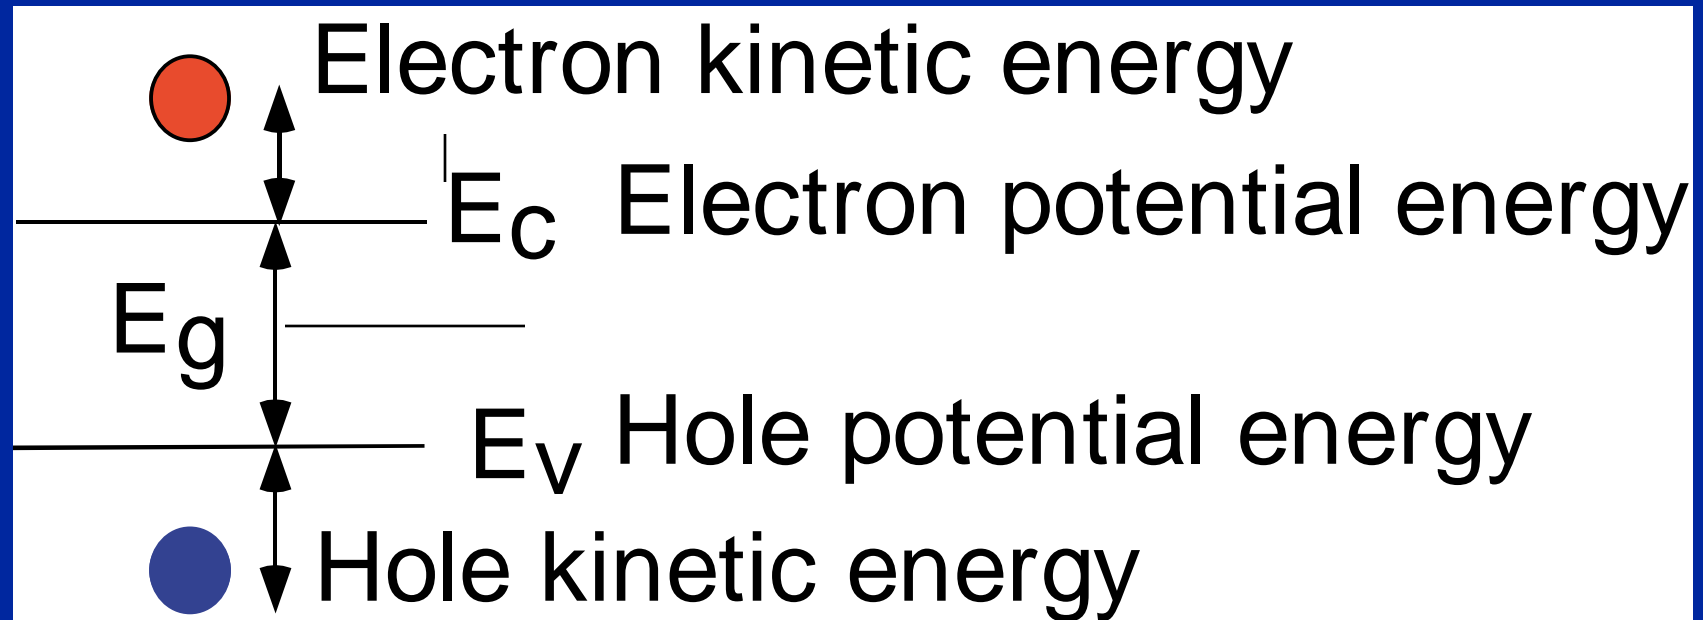 Electron kinetic energy
Ec Electron potential energy
Eg
Ev Hole potential energy
Hole kinetic energy